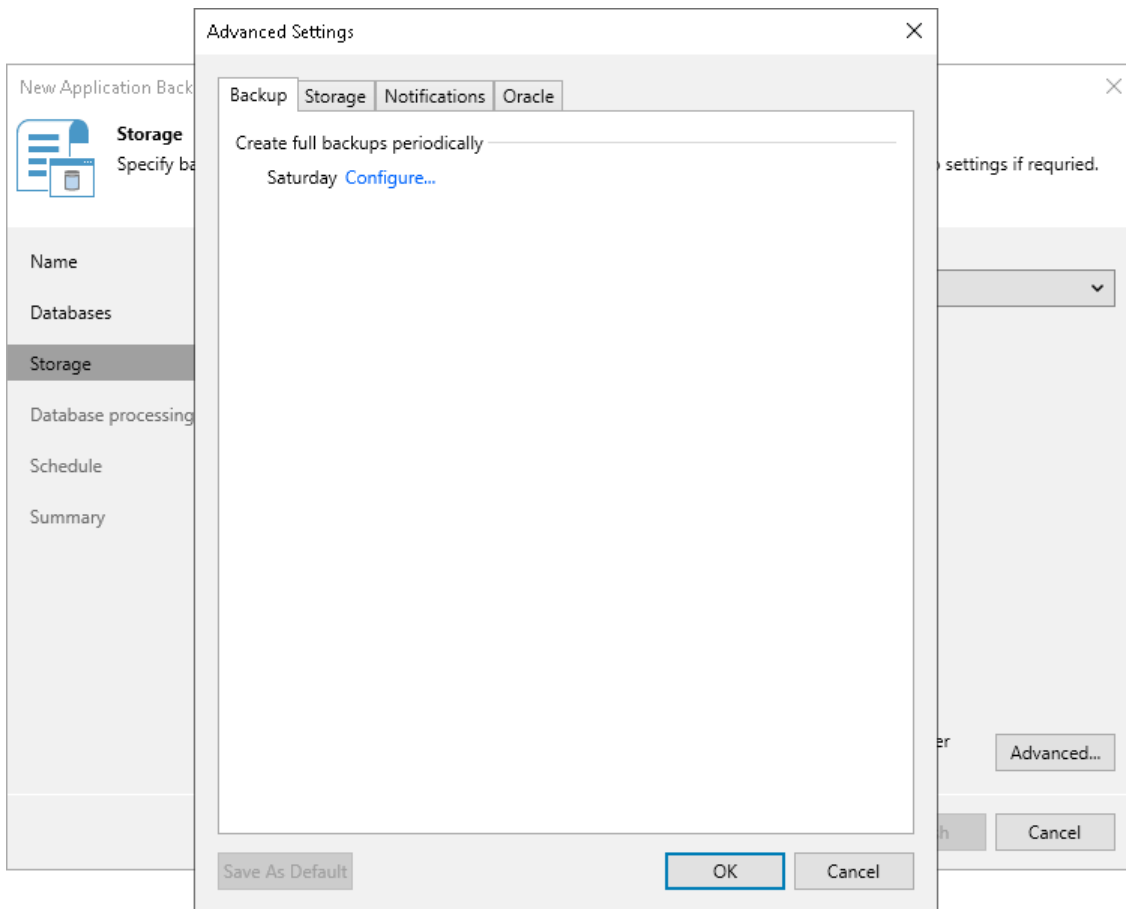 Advanced Settings
New Application Back
Storage
Specify ba
settings if requried.
Backup
Storage
Notifications
Oracle
Create full backups periodically
Saturday Configure...
Name
Databases
Storage
Database processing
Schedule
Summary
er
Advanced...
h
Cancel
Save As Default
OK
Cancel